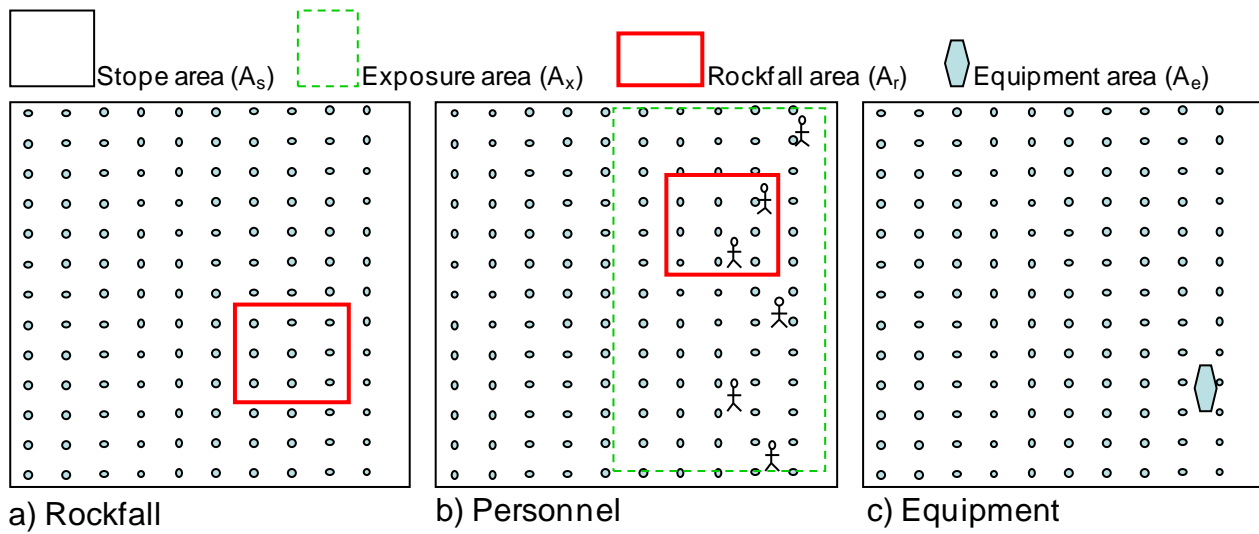 Stope area (Aₛ) Exposure area (Aₓ) Rockfall area (Aᵣ) Equipment area (Aₑ)
a) Rockfall b) Personnel c) Equipment